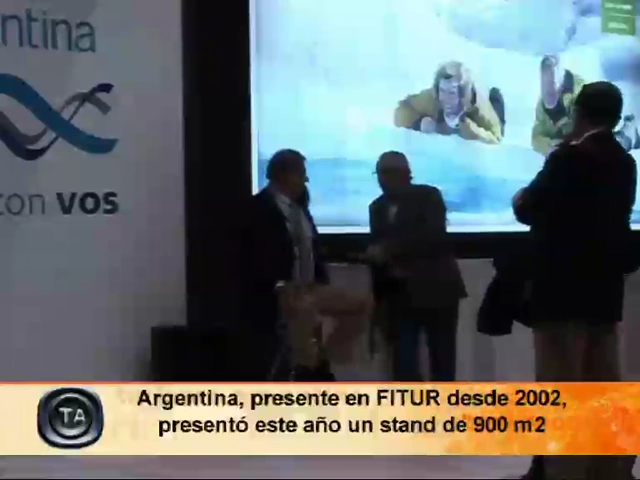 ntina
con vos
TA
Argentina, presente en FITUR desde 2002,
presentó este año un stand de 900 m2